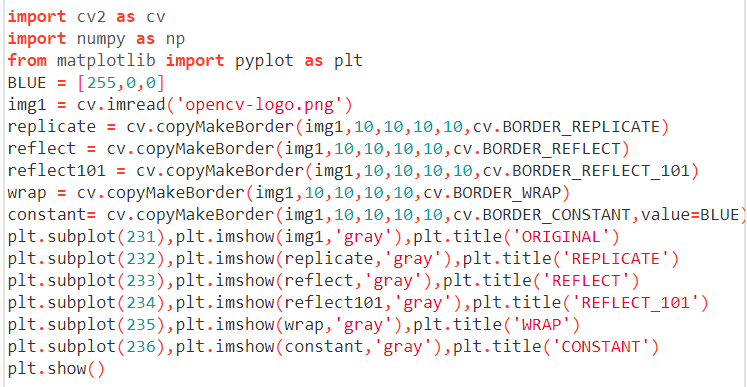 import cv2 as cv
import numpy as np
from matplotlib import pyplot as plt
BLUE = [255,0,0]
img1 = cv.imread('opencv-logo.png')
replicate = cv.copyMakeBorder(img1,10,10,10,10,cv.BORDER_REPLICATE)
reflect = cv.copyMakeBorder(img1,10,10,10,10,cv.BORDER_REFLECT)
reflect101 = cv.copyMakeBorder(img1,10,10,10,10,cv.BORDER_REFLECT_101)
wrap = cv.copyMakeBorder(img1,10,10,10,10,cv.BORDER_WRAP)
constant= cv.copyMakeBorder(img1,10,10,10,10,cv.BORDER_CONSTANT,value=BLUE)
plt.subplot(231),plt.imshow(img1,'gray'),plt.title('ORIGINAL')
plt.subplot(232),plt.imshow(replicate,'gray'),plt.title('REPLICATE')
plt.subplot(233),plt.imshow(reflect,'gray'),plt.title('REFLECT')
plt.subplot(234),plt.imshow(reflect101,'gray'),plt.title('REFLECT_101')
plt.subplot(235),plt.imshow(wrap,'gray'),plt.title('WRAP')
plt.subplot(236),plt.imshow(constant,'gray'),plt.title('CONSTANT')
plt.show()